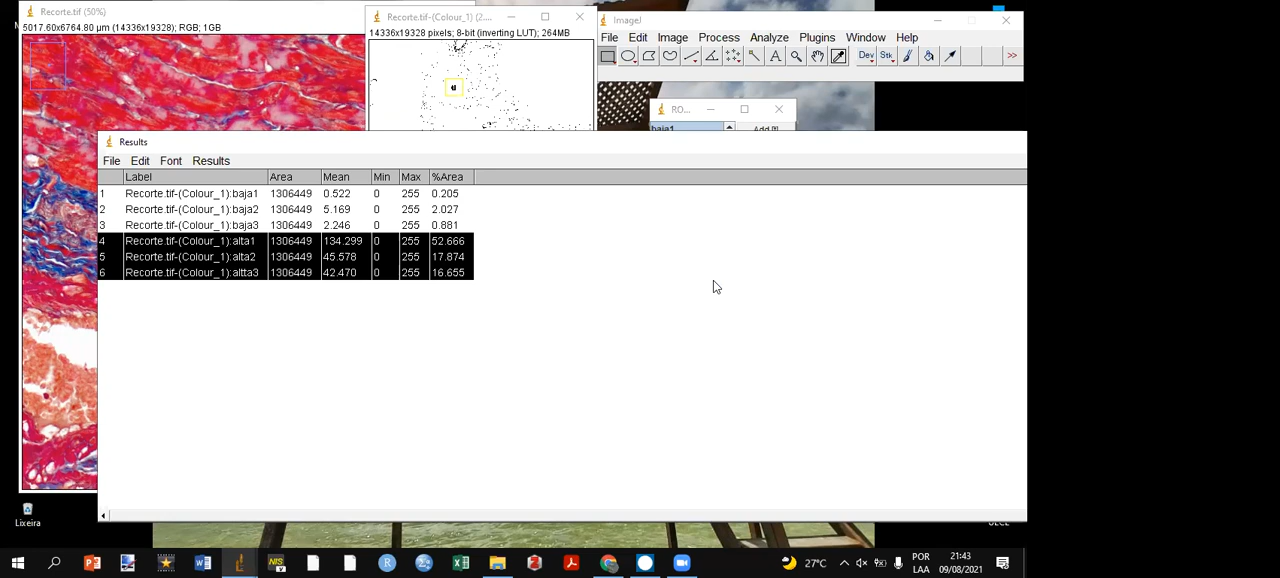 Recorte.tif (50%)
5017.60x6764.80 µm (14336x19328); RGB; 1GB
Recorte.tif-(Colour_1) (2....
14336x19328 pixels; 8-bit (inverting LUT); 264MB
ImageJ
File Edit Image Process Analyze Plugins Window Help
A Dev Stk >>
RO...
baja1 Add [t]
Results
File Edit Font Results
Label Area Mean Min Max %Area
1 Recorte.tif-(Colour_1):baja1 1306449 0.522 0 255 0.205
2 Recorte.tif-(Colour_1):baja2 1306449 5.169 0 255 2.027
3 Recorte.tif-(Colour_1):baja3 1306449 2.246 0 255 0.881
4 Recorte.tif-(Colour_1):alta1 1306449 134.299 0 255 52.666
5 Recorte.tif-(Colour_1):alta2 1306449 45.578 0 255 17.874
6 Recorte.tif-(Colour_1):altta3 1306449 42.470 0 255 16.655
Lixeira
NIS
R
27°C
POR
LAA
21:43
09/08/2021